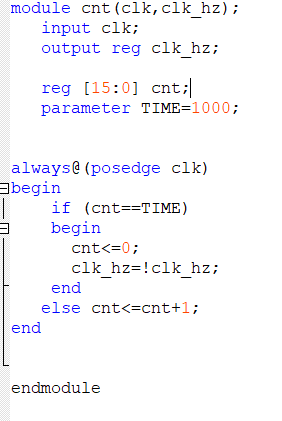 module cnt(clk,clk_hz);
input clk;
output reg clk_hz;
reg [15:0] cnt;
parameter TIME=1000;
always@(posedge clk)
begin
if (cnt==TIME)
begin
cnt<=0;
clk_hz=!clk_hz;
end
else cnt<=cnt+1;
end
endmodule